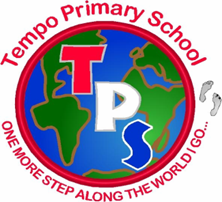 Tempo Primary School
TPS
ONE MORE STEP ALONG THE WORLD I GO...